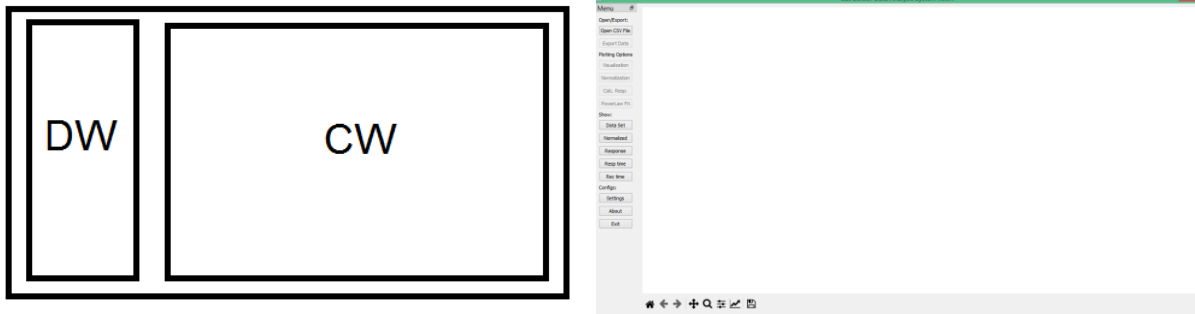 DW
CW
Menu
Open/Export:
Open CSV File
Export Data
Plotting Options
Visualization
Normalization
Calc. Resp.
PowerLaw Fit
Show:
Data Set
Normalized
Response
Resp time
Rec time
Configs:
Settings
About
Exit